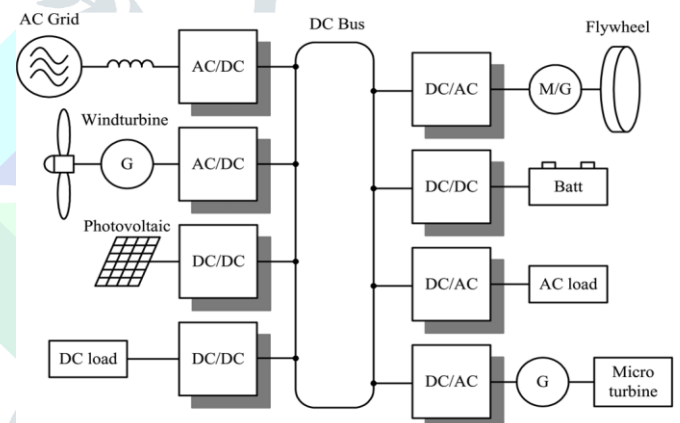 AC Grid
DC Bus
Flywheel
AC/DC
DC/AC
M/G
Windturbine
G
AC/DC
DC/DC
Batt
Photovoltaic
DC/DC
DC/AC
AC load
DC load
DC/DC
DC/AC
G
Micro
turbine